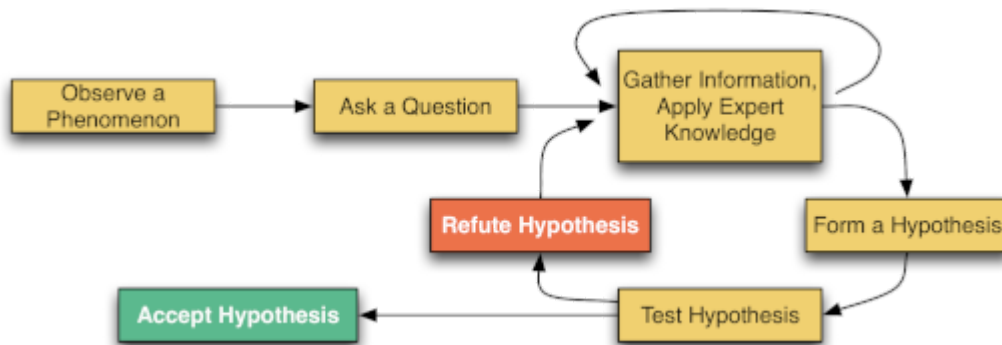 Observe a
Phenomenon
Ask a Question
Gather Information,
Apply Expert
Knowledge
Refute Hypothesis
Form a Hypothesis
Accept Hypothesis
Test Hypothesis